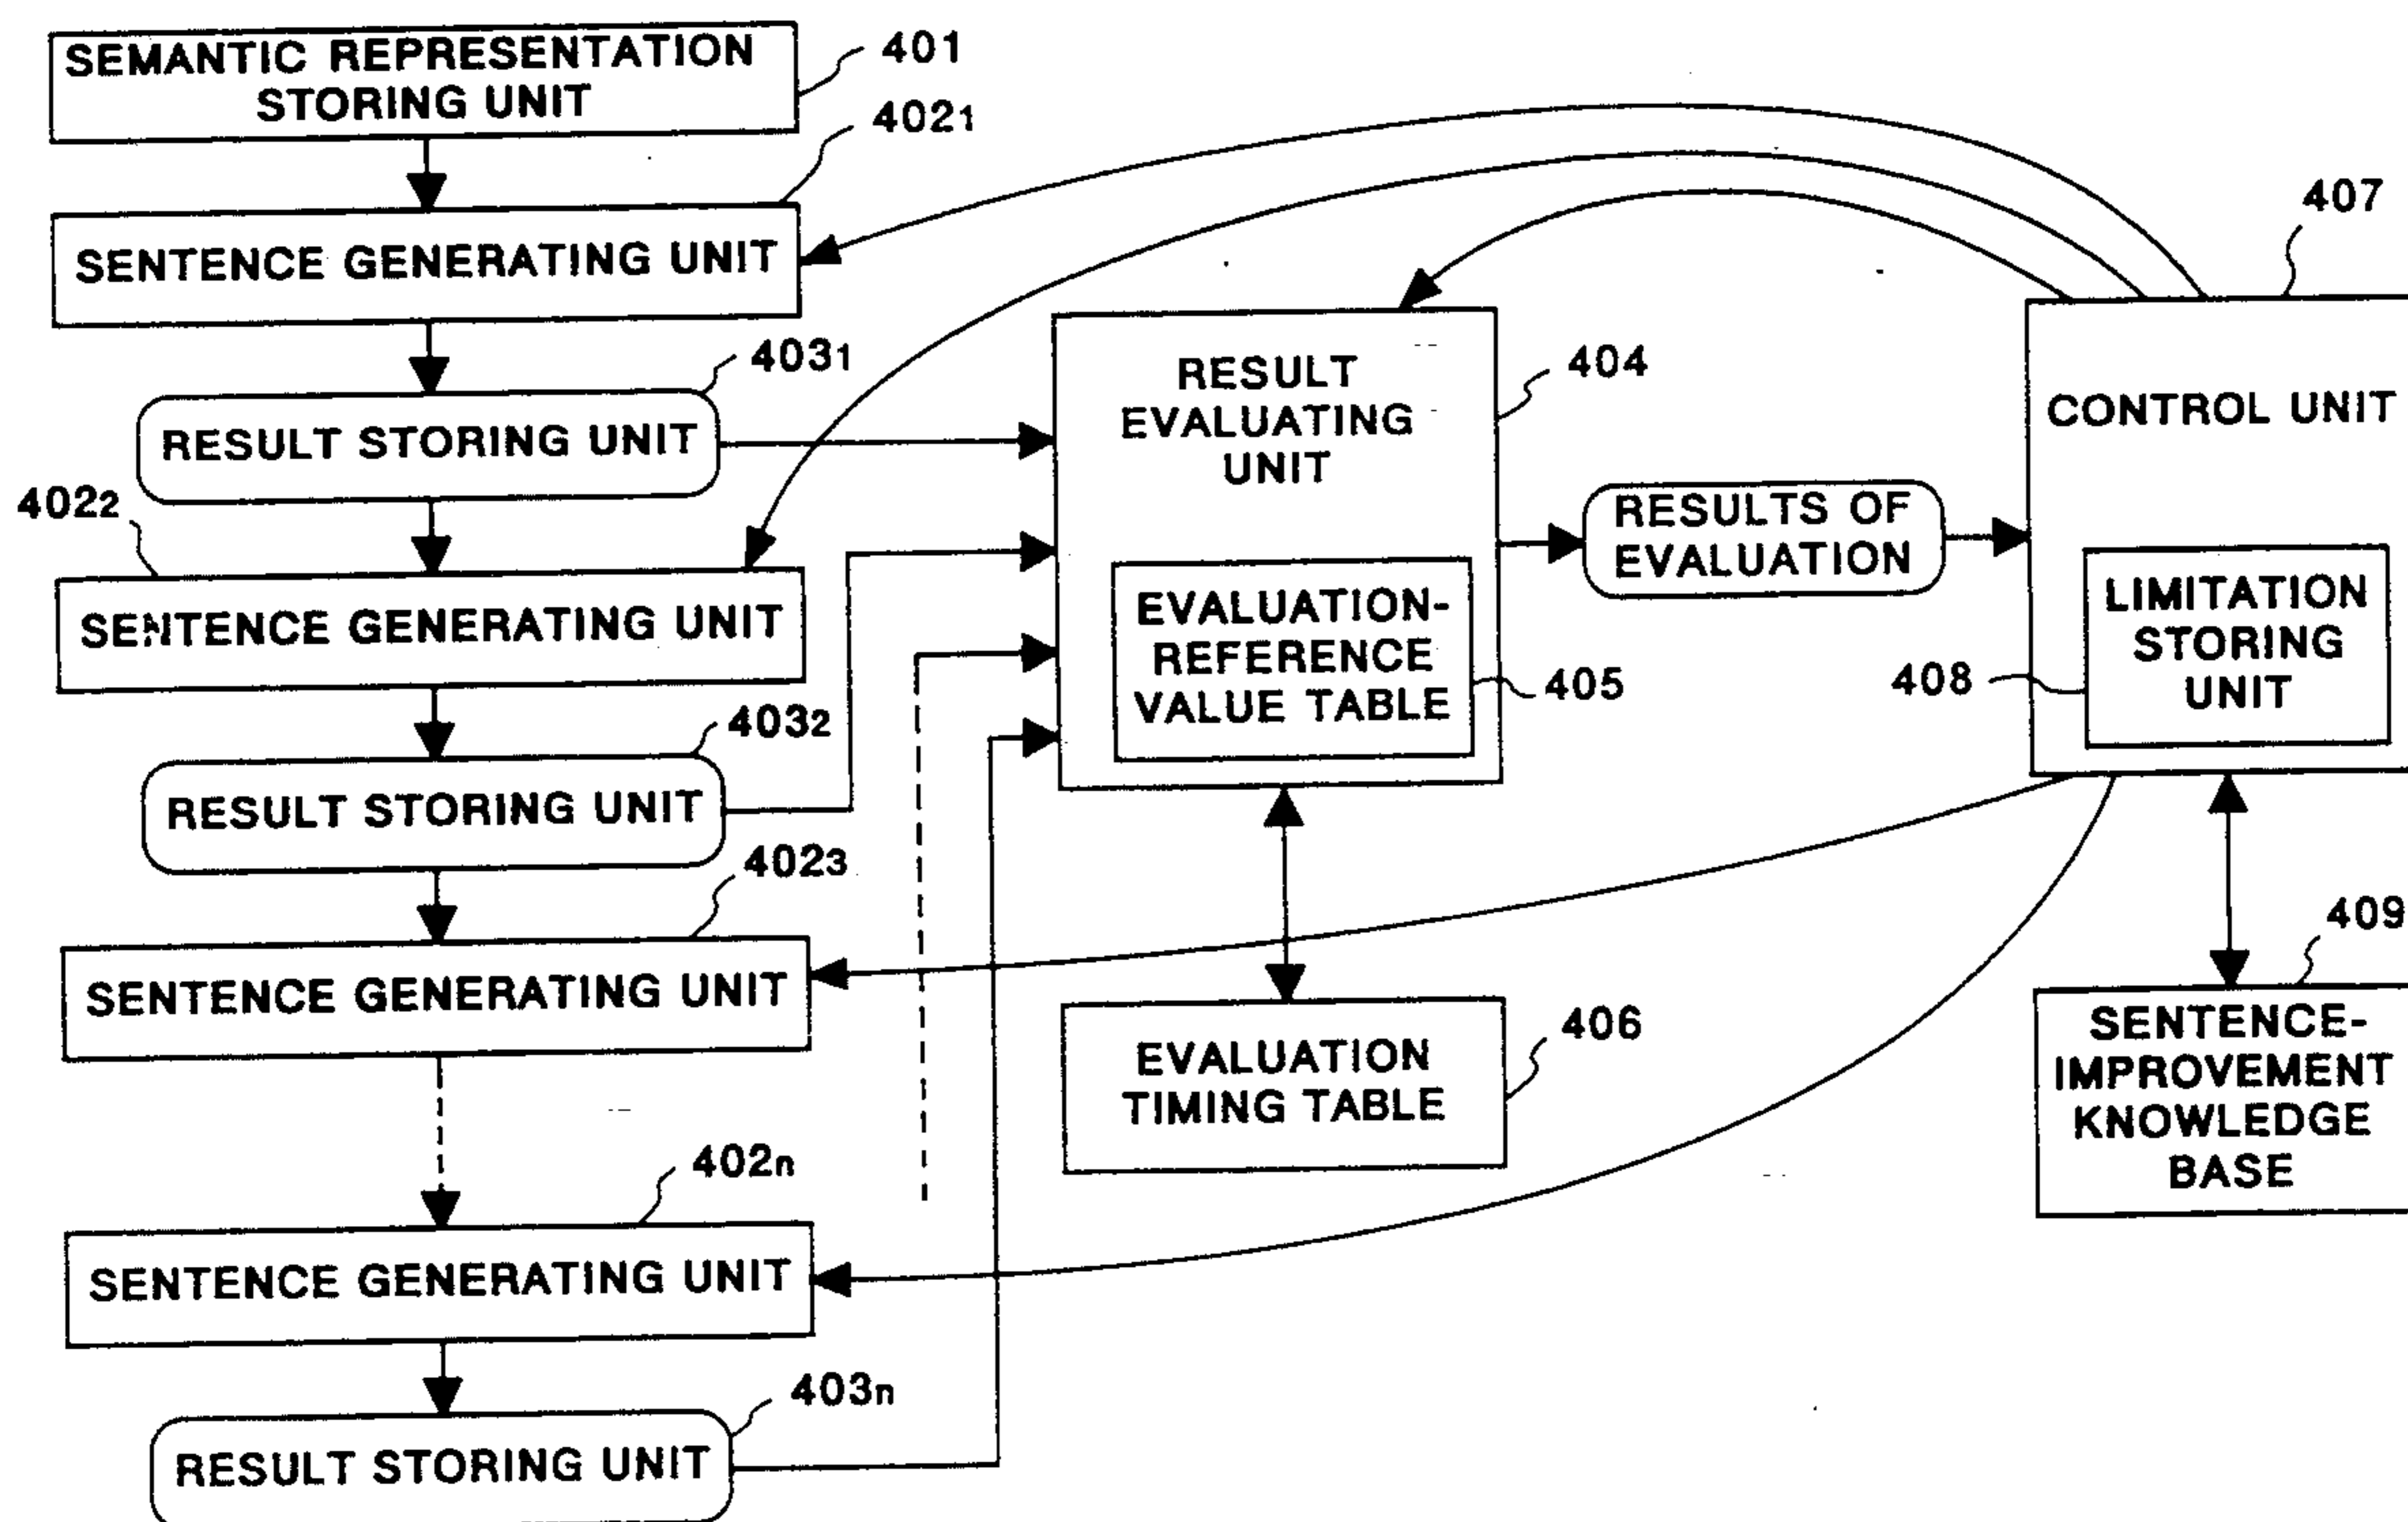 SEMANTIC REPRESENTATION
STORING UNIT
401
402₁
SENTENCE GENERATING UNIT
403₁
RESULT STORING UNIT
402₂
SENTENCE GENERATING UNIT
403₂
RESULT STORING UNIT
402₃
SENTENCE GENERATING UNIT
402n
SENTENCE GENERATING UNIT
403n
RESULT STORING UNIT
RESULT
EVALUATING
UNIT
404
EVALUATION-
REFERENCE
VALUE TABLE
405
EVALUATION
TIMING TABLE
406
RESULTS OF
EVALUATION
407
CONTROL UNIT
LIMITATION
STORING
UNIT
408
409
SENTENCE-
IMPROVEMENT
KNOWLEDGE
BASE